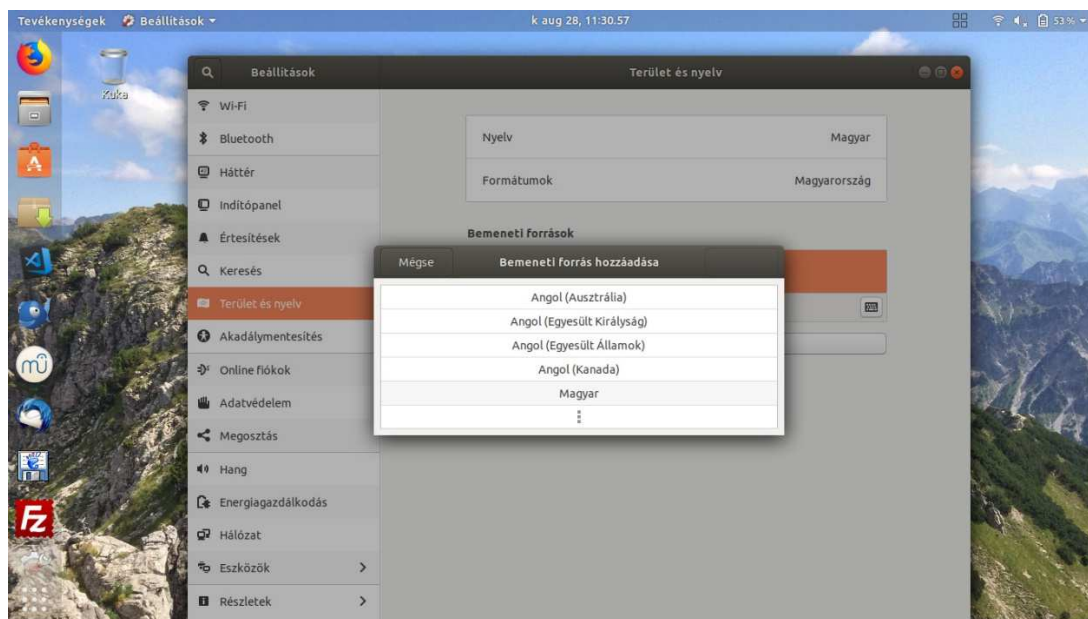 Tevékenységek Beállítások k aug 28, 11:30.57 53 %
Kuka
Beállítások
Terület és nyelv
Wi-Fi
Bluetooth
Háttér
Indítópanel
Értesítések
Keresés
Terület és nyelv
Akadálymentesítés
Online fiókok
Adatvédelem
Megosztás
Hang
Energiagazdálkodás
Hálózat
Eszközök
Részletek
Nyelv Magyar
Formátumok Magyarország
Bemeneti források
Mégse Bemeneti forrás hozzáadása
Angol (Ausztrália)
Angol (Egyesült Királyság)
Angol (Egyesült Államok)
Angol (Kanada)
Magyar
A
mü
Fz